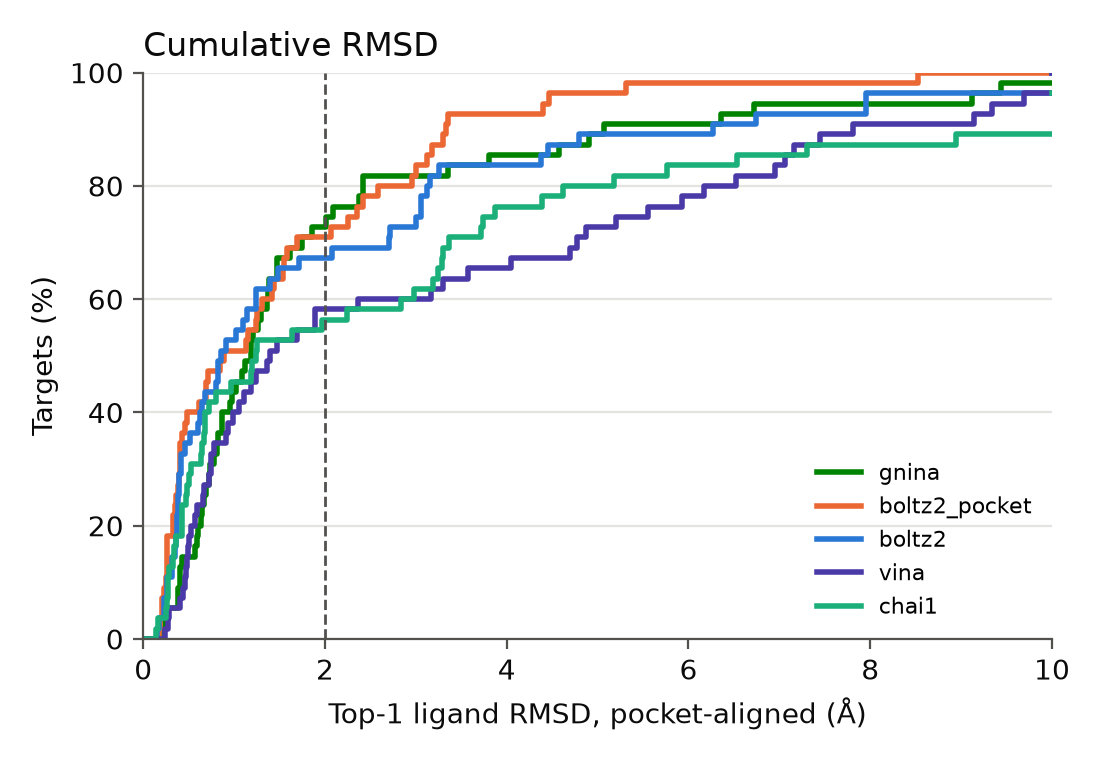 Cumulative RMSD
100
80
60
40
20
0
Targets (%)
0 2 4 6 8 10
Top-1 ligand RMSD, pocket-aligned (Å)
gnina
boltz2_pocket
boltz2
vina
chai1